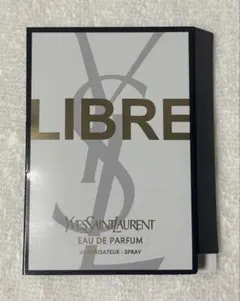 LIBRE
YVESSAINTLAURENT
EAU DE PARFUM
VAPORISATEUR - SPRAY